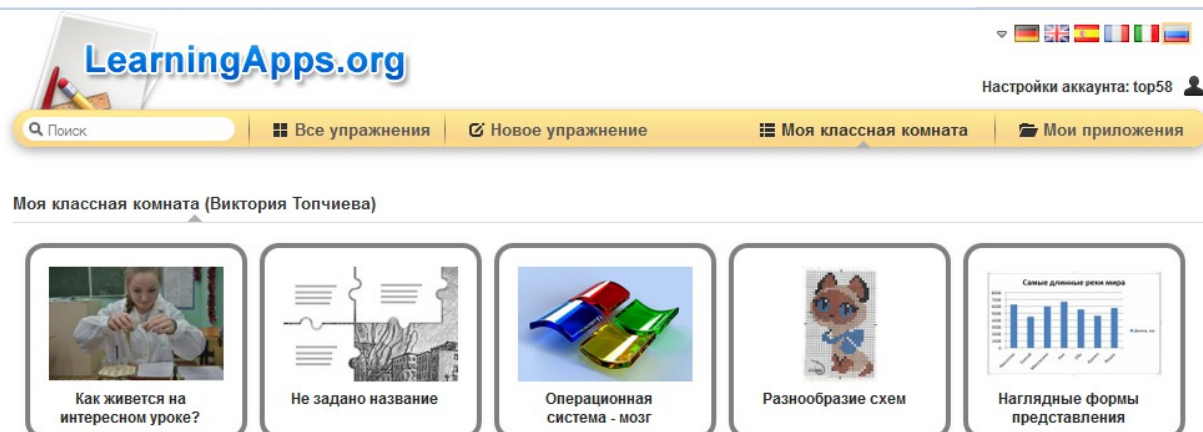 LearningApps.org
Настройки аккаунта: top58
Поиск
Все упражнения
Новое упражнение
Моя классная комната
Мои приложения
Моя классная комната (Виктория Топчиева)
Как живется на
интересном уроке?
Не задано название
Операционная
система - мозг
Разнообразие схем
Самые длинные реки мира
Наглядные формы
представления